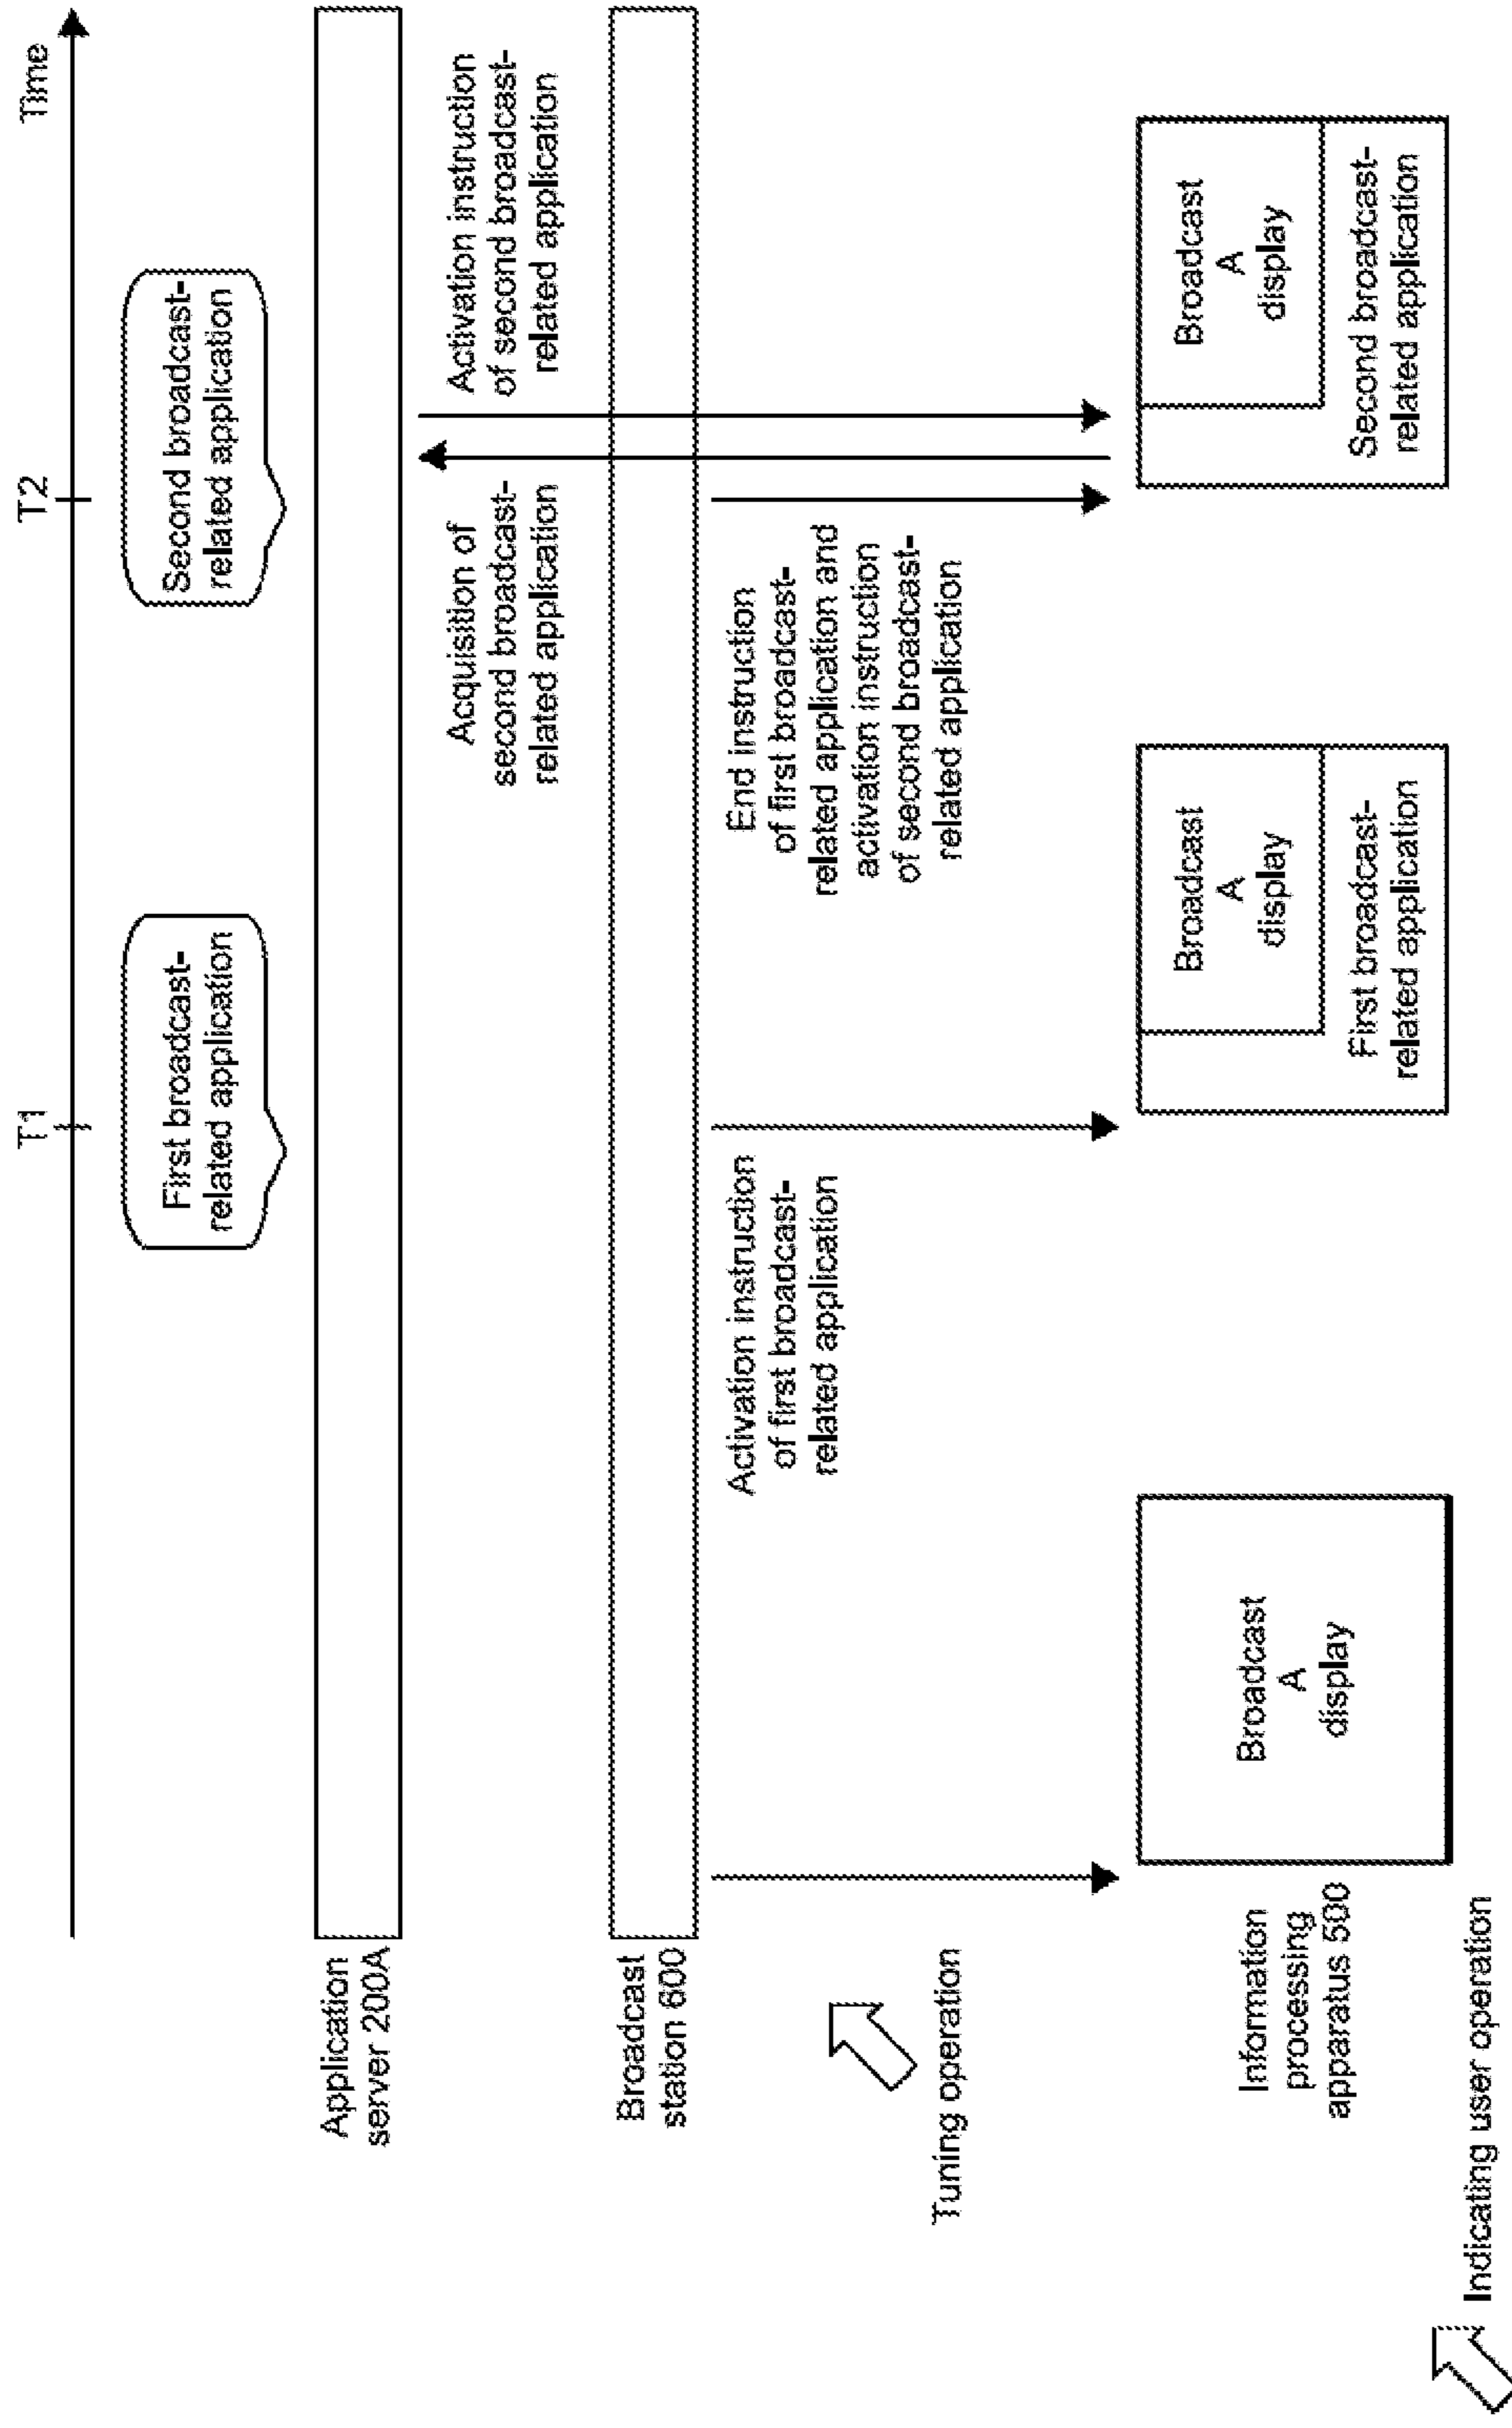 Time
T1
T2
First broadcast-
related application
Second broadcast-
related application
Application
server 200A
Acquisition of
second broadcast-
related application
Activation instruction
of second broadcast-
related application
Broadcast
station 600
Activation instruction
of first broadcast-
related application
End instruction
of first broadcast-
related application and
activation instruction
of second broadcast-
related application
Tuning operation
Information
processing
apparatus 500
Broadcast
A
display
Broadcast
A
display
First broadcast-
related application
Broadcast
A
display
Second broadcast-
related application
Indicating user operation